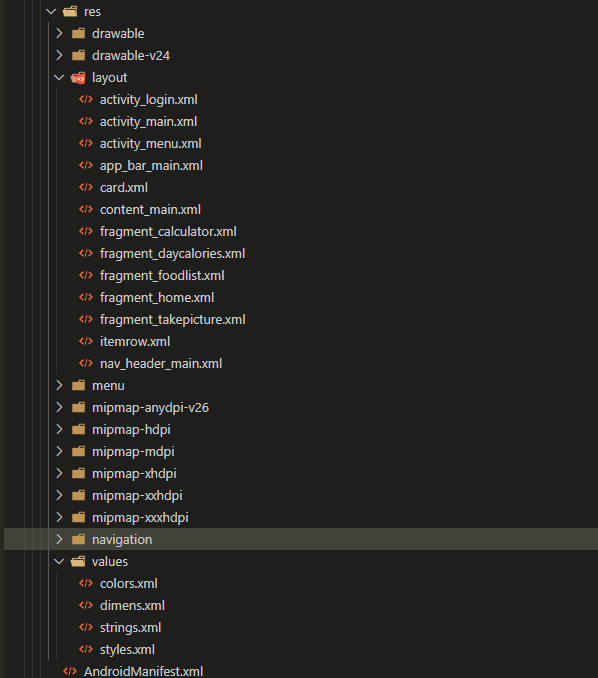 res
drawable
drawable-v24
layout
activity_login.xml
activity_main.xml
activity_menu.xml
app_bar_main.xml
card.xml
content_main.xml
fragment_calculator.xml
fragment_daycalories.xml
fragment_foodlist.xml
fragment_home.xml
fragment_takepicture.xml
itemrow.xml
nav_header_main.xml
menu
mipmap-anydpi-v26
mipmap-hdpi
mipmap-mdpi
mipmap-xhdpi
mipmap-xxhdpi
mipmap-xxxhdpi
navigation
values
colors.xml
dimens.xml
strings.xml
styles.xml
AndroidManifest.xml